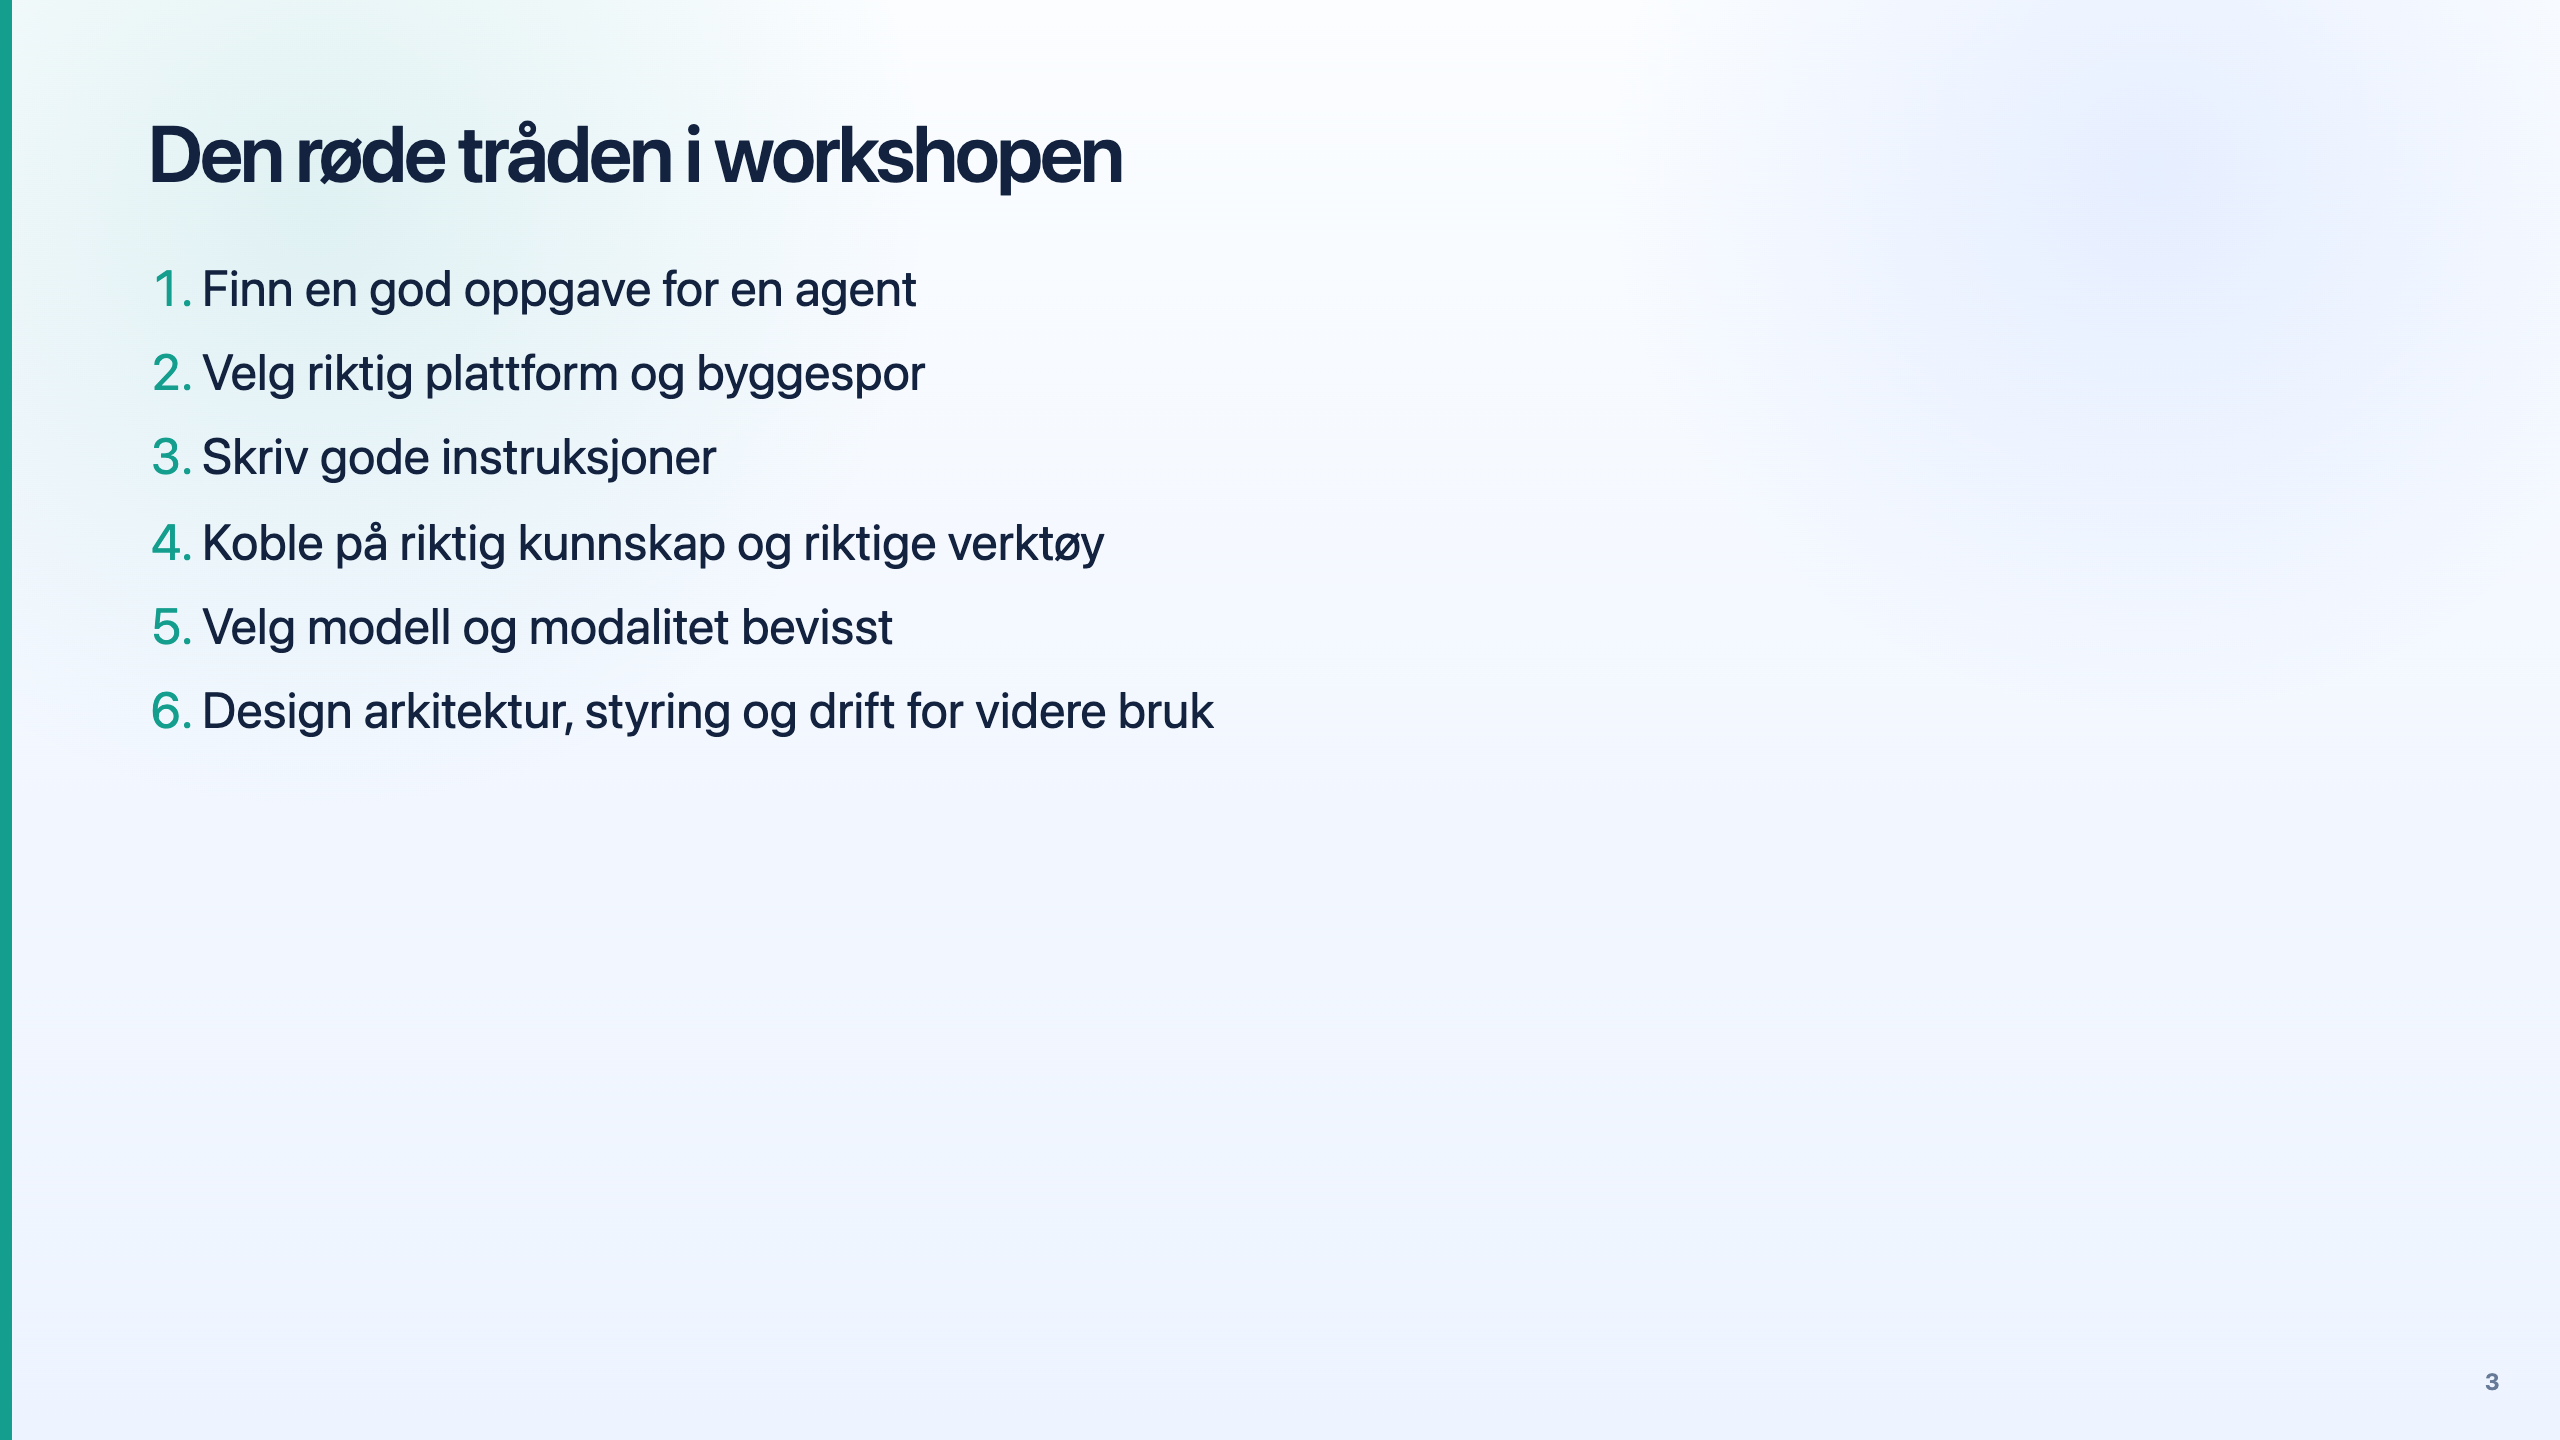 Den røde tråden i workshopen
1. Finn en god oppgave for en agent
2. Velg riktig plattform og byggespor
3. Skriv gode instruksjoner
4. Koble på riktig kunnskap og riktige verktøy
5. Velg modell og modalitet bevisst
6. Design arkitektur, styring og drift for videre bruk
3